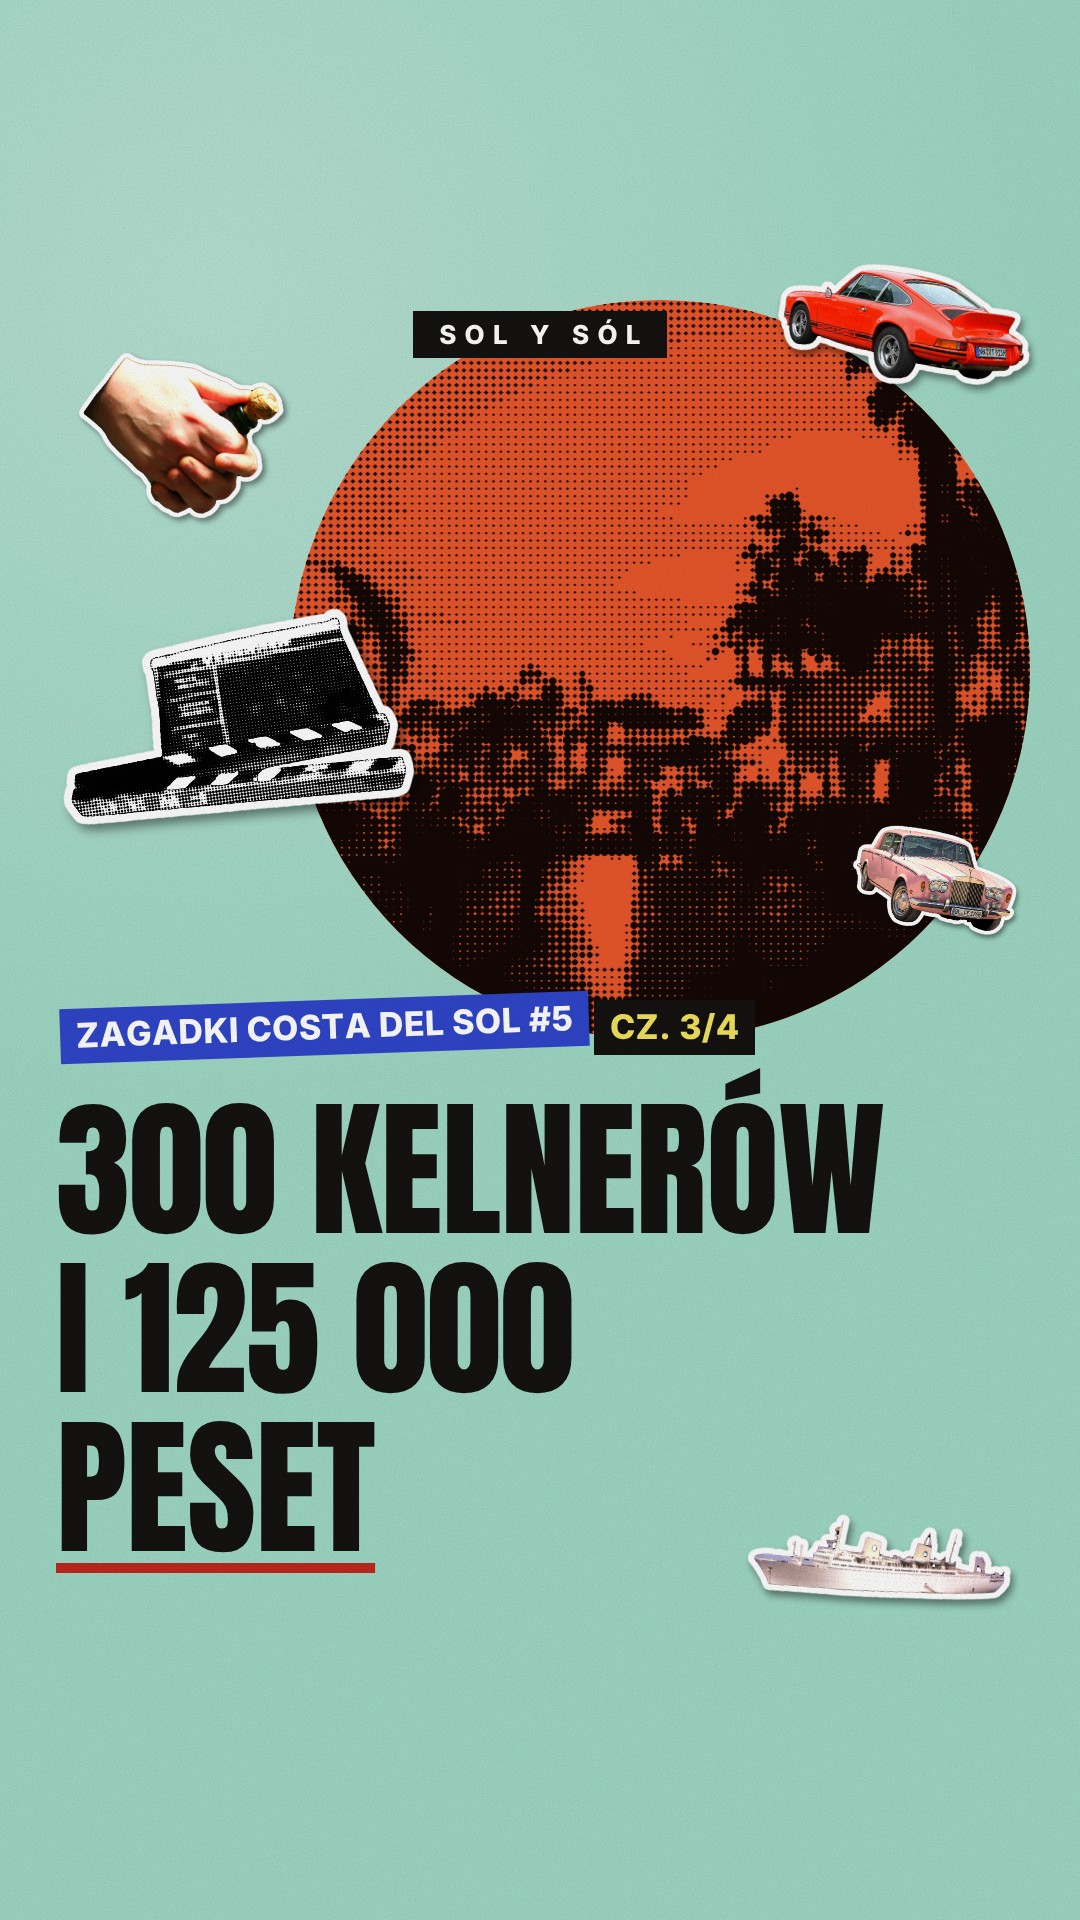 SOL Y SÓL
ZAGADKI COSTA DEL SOL #5
CZ. 3/4
300 KELNERÓW
I 125 000
PESET